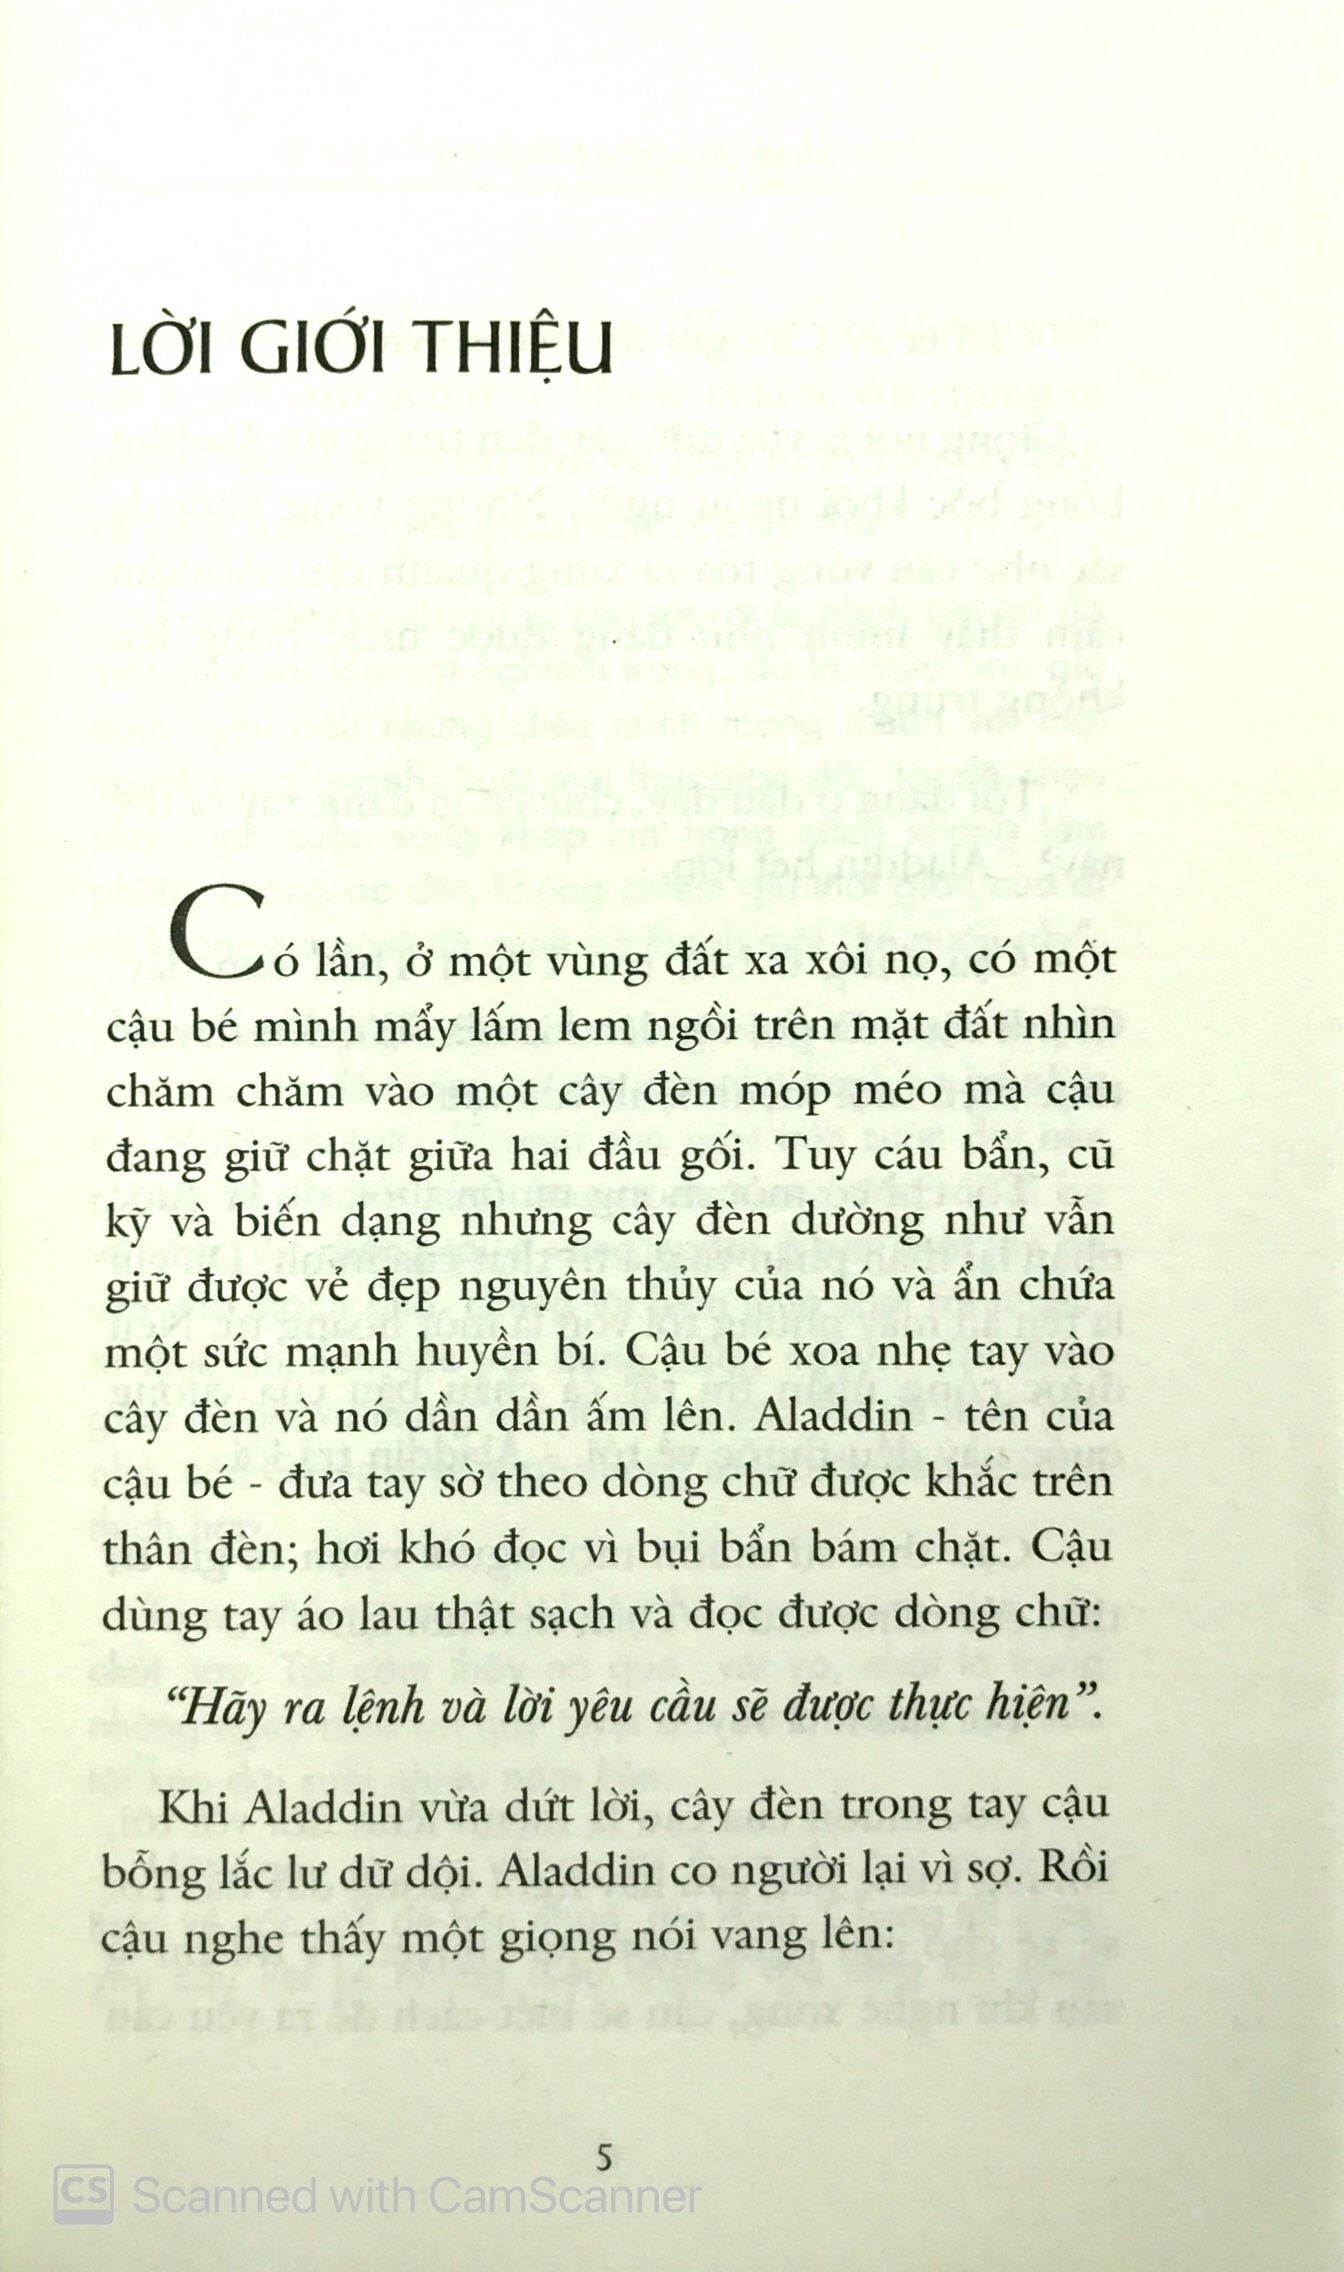 LỜI GIỚI THIỆU
Có lần, ở một vùng đất xa xôi nọ, có một
cậu bé mình mẩy lấm lem ngồi trên mặt đất nhìn
chăm chăm vào một cây đèn móp méo mà cậu
đang giữ chặt giữa hai đầu gối. Tuy cáu bẩn, cũ
kỹ và biến dạng nhưng cây đèn dường như vẫn
giữ được vẻ đẹp nguyên thủy của nó và ẩn chứa
một sức mạnh huyền bí. Cậu bé xoa nhẹ tay vào
cây đèn và nó dần dần ấm lên. Aladdin - tên của
cậu bé - đưa tay sờ theo dòng chữ được khắc trên
thân đèn; hơi khó đọc vì bụi bẩn bám chặt. Cậu
dùng tay áo lau thật sạch và đọc được dòng chữ:
“Hãy ra lệnh và lời yêu cầu sẽ được thực hiện”.
Khi Aladdin vừa dứt lời, cây đèn trong tay cậu
bỗng lắc lư dữ dội. Aladdin co người lại vì sợ. Rồi
cậu nghe thấy một giọng nói vang lên:
5
CS Scanned with CamScanner